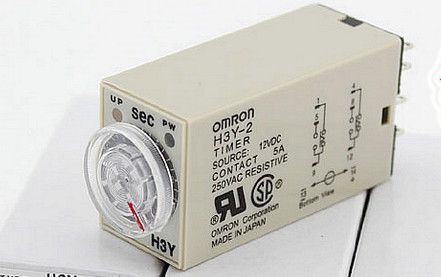 UP
SEC
PW
H3Y
OMRON
H3Y-2
TIMER
SOURCE: 12VDC
CONTACT 5A
250VAC RESISTIVE
OMRON Corporation
MADE IN JAPAN
Bottom View